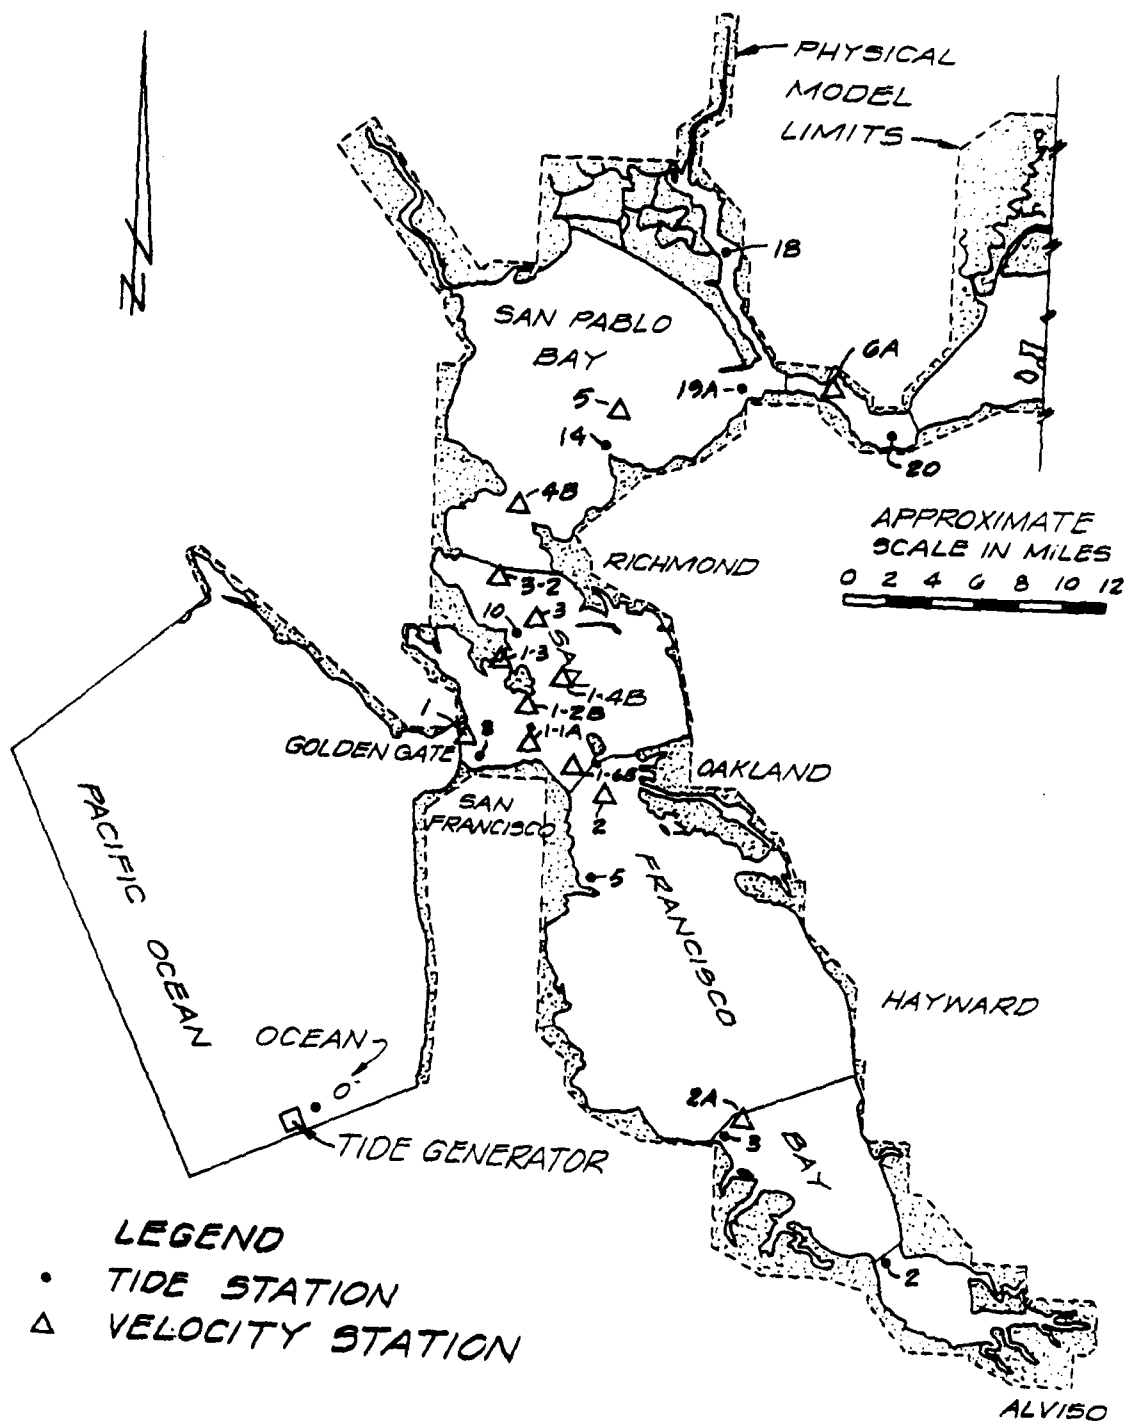 PHYSICAL
MODEL
LIMITS
18
SAN PABLO
BAY
6A
19A
5
14
20
4B
APPROXIMATE
SCALE IN MILES
0 2 4 6 8 10 12
RICHMOND
3-2
10
3
SAN
1-3
1-4B
1-2B
1
1-1A
8
GOLDEN GATE
1-6B
OAKLAND
SAN
FRANCISCO
2
5
FRANCISCO
PACIFIC OCEAN
HAYWARD
OCEAN
0
2A
3
BAY
TIDE GENERATOR
2
LEGEND
TIDE STATION
VELOCITY STATION
ALV150
N